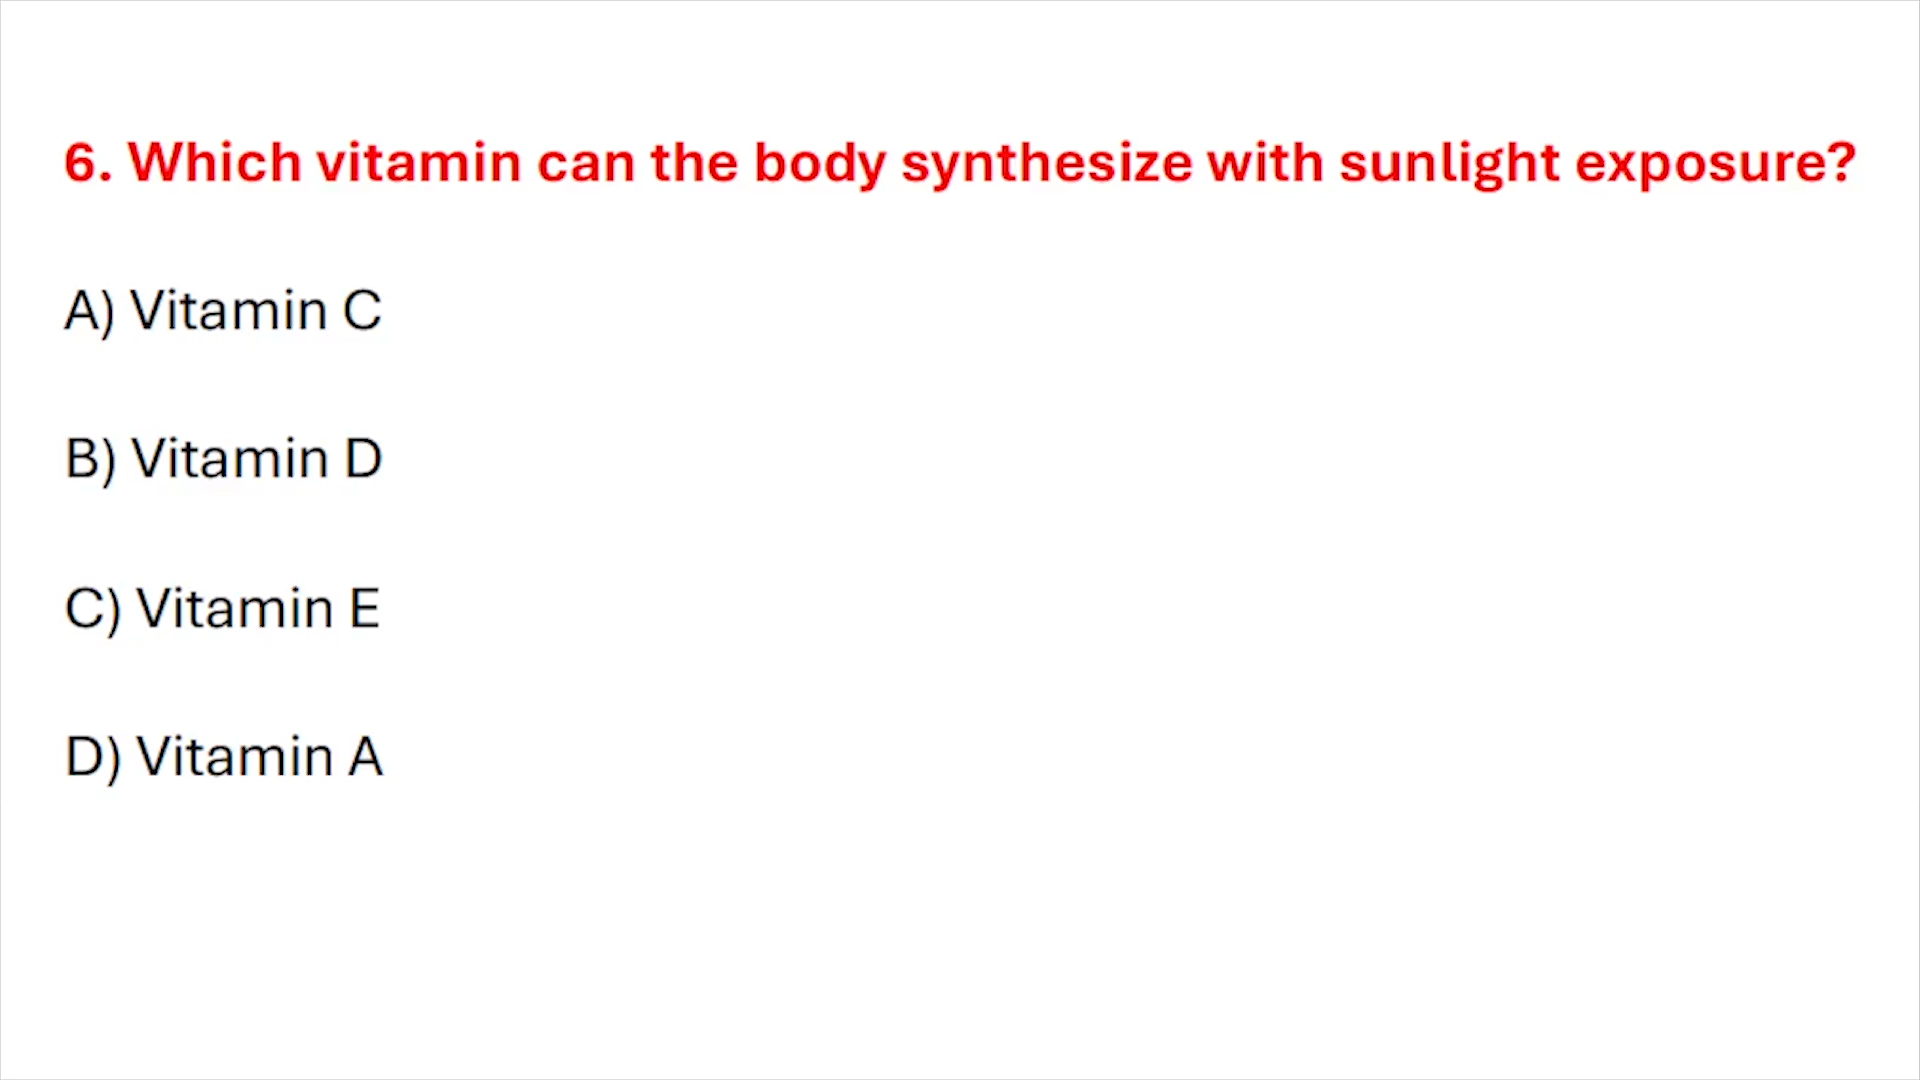 6. Which vitamin can the body synthesize with sunlight exposure?
A) Vitamin C
B) Vitamin D
C) Vitamin E
D) Vitamin A